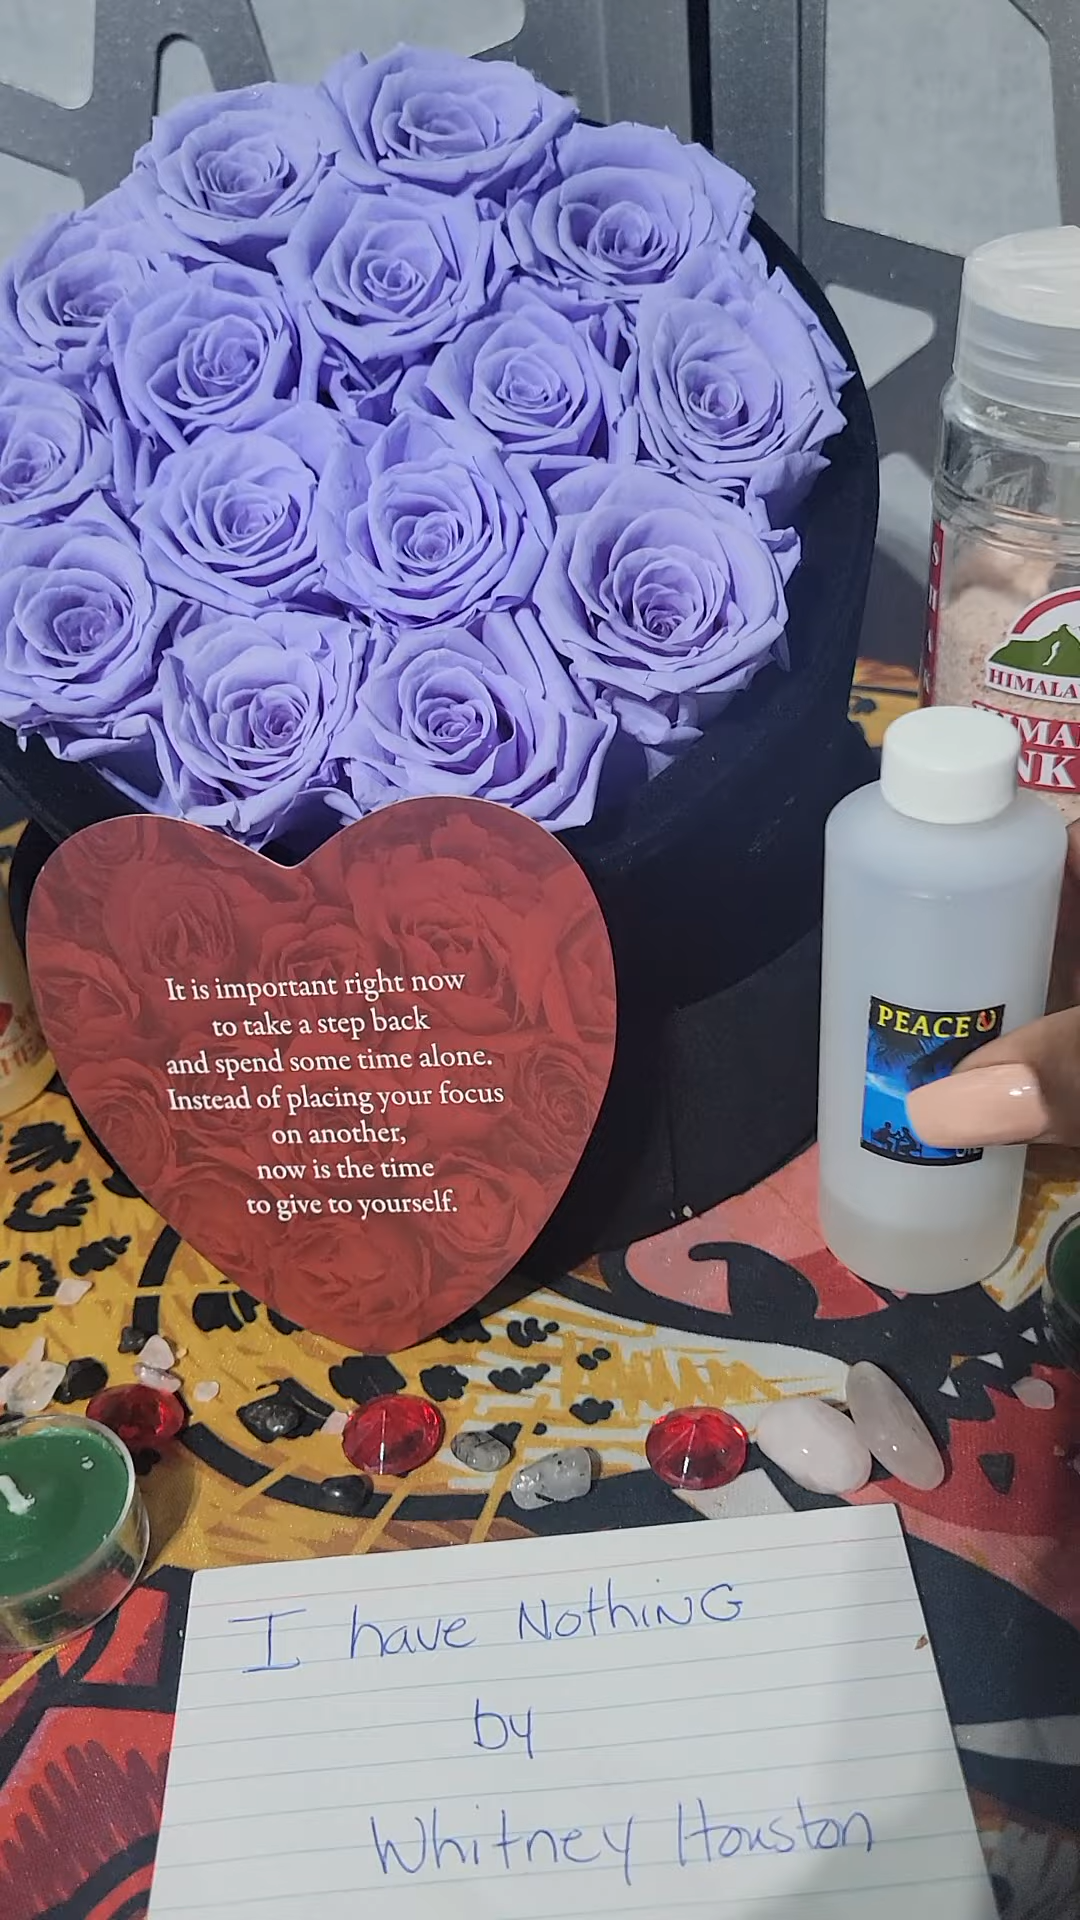 It is important right now
to take a step back
and spend some time alone.
Instead of placing your focus
on another,
now is the time
to give to yourself.
PEACE
I have NothiNG
by
Whitney Houston